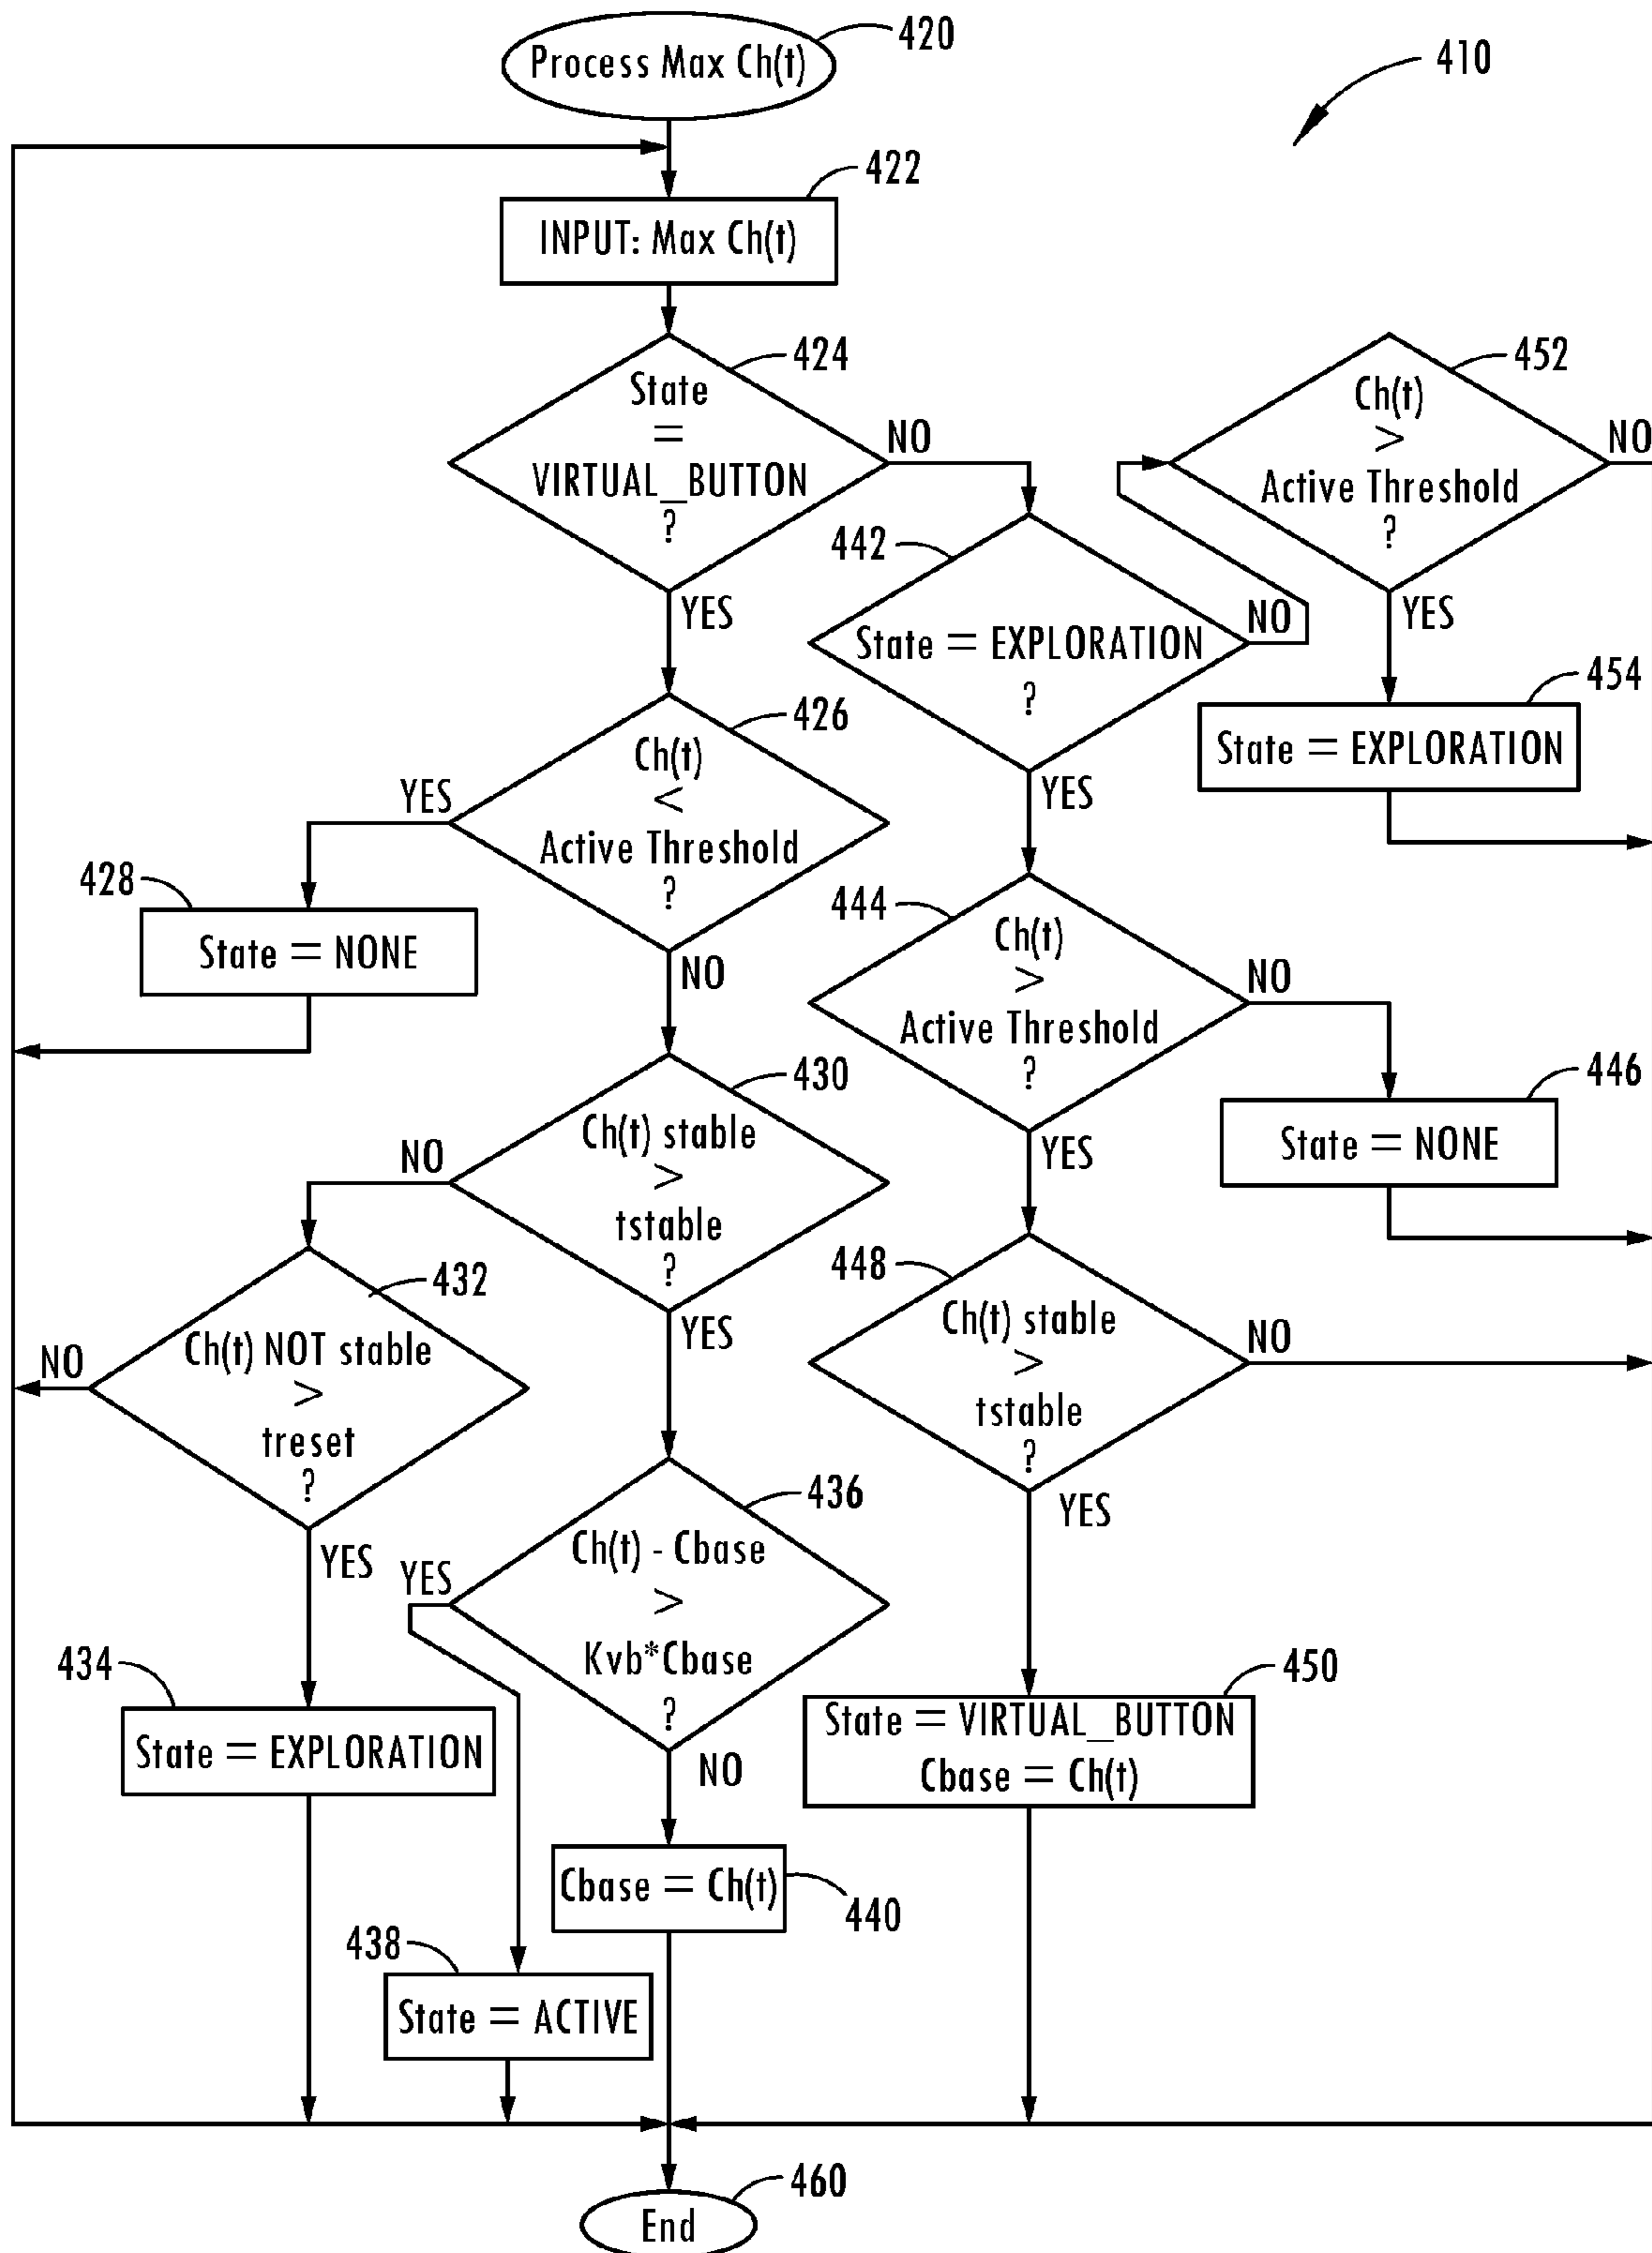 420
Process Max Ch(t)
410
422
INPUT: Max Ch(t)
424
State
=
VIRTUAL_BUTTON
?
NO
YES
452
Ch(t)
>
Active Threshold
?
NO
YES
442
State = EXPLORATION
?
NO
YES
454
State = EXPLORATION
426
Ch(t)
<
Active Threshold
?
YES
NO
428
State = NONE
444
Ch(t)
>
Active Threshold
?
NO
YES
446
State = NONE
430
Ch(t) stable
>
tstable
?
NO
YES
448
Ch(t) stable
>
tstable
?
NO
YES
432
Ch(t) NOT stable
>
treset
?
NO
YES
436
Ch(t) - Cbase
>
Kvb*Cbase
?
YES
NO
434
State = EXPLORATION
450
State = VIRTUAL_BUTTON
Cbase = Ch(t)
Cbase = Ch(t)
440
438
State = ACTIVE
460
End